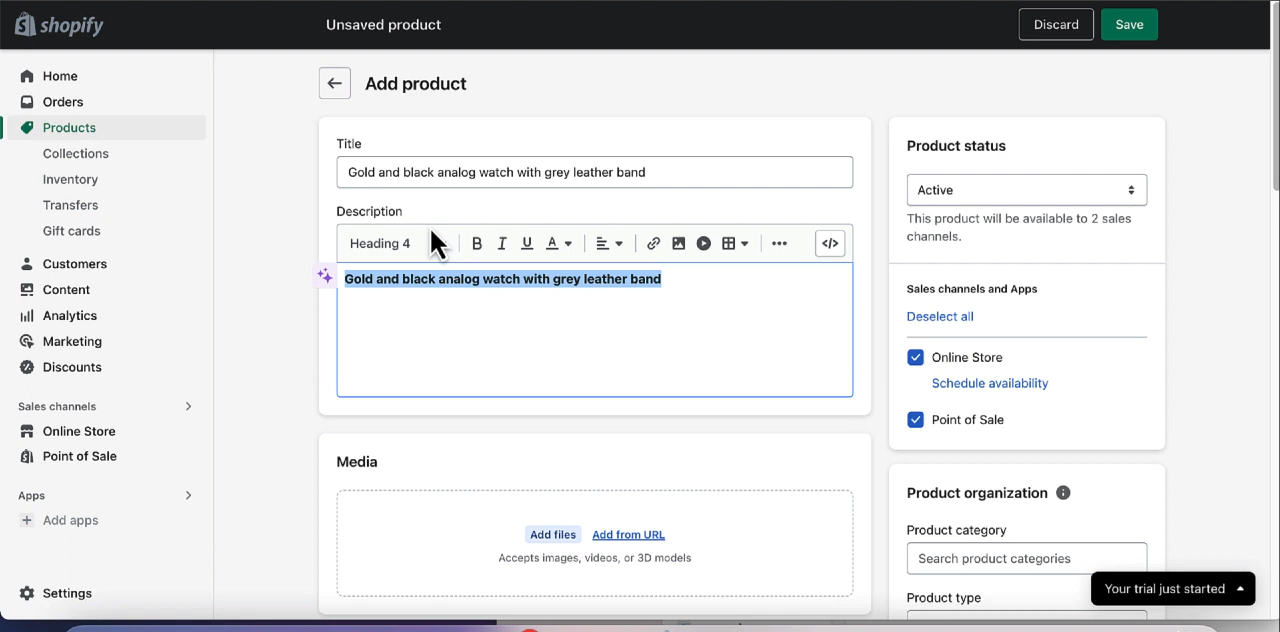 shopify
Unsaved product
Discard
Save
Home
Orders
Products
Collections
Inventory
Transfers
Gift cards
Customers
Content
Analytics
Marketing
Discounts
Sales channels
Online Store
Point of Sale
Apps
Add apps
Settings
Add product
Title
Gold and black analog watch with grey leather band
Description
Heading 4
B I U A
Gold and black analog watch with grey leather band
Media
Add files Add from URL
Accepts images, videos, or 3D models
Product status
Active
This product will be available to 2 sales
channels.
Sales channels and Apps
Deselect all
Online Store
Schedule availability
Point of Sale
Product organization
Product category
Search product categories
Product type
Your trial just started